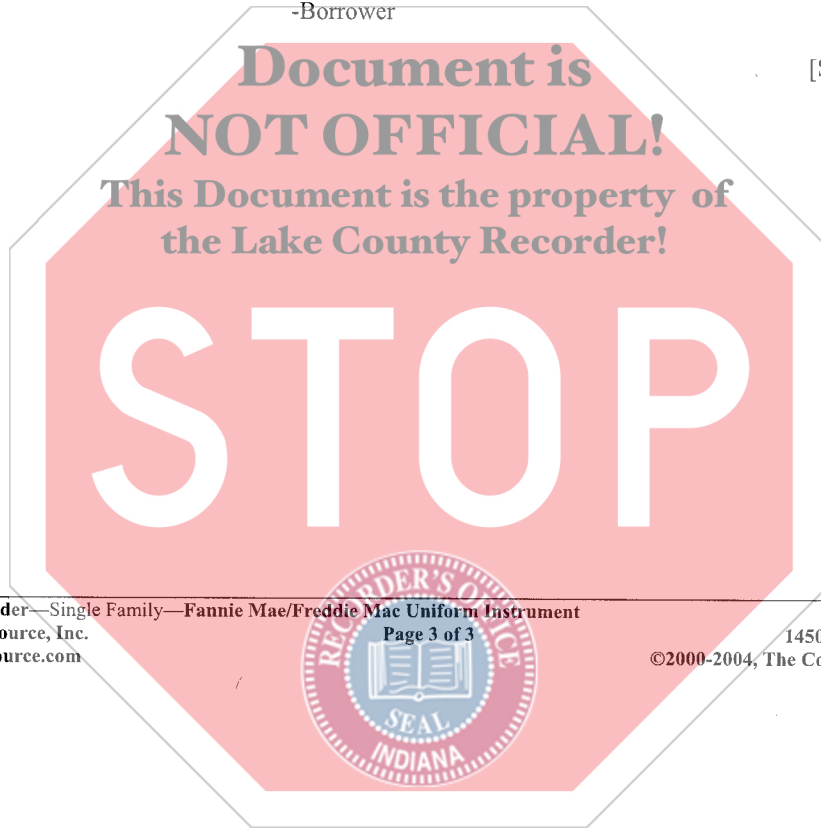 -Borrower
Document is
NOT OFFICIAL!
This Document is the property of
the Lake County Recorder!
STOP
der—Single Family—Fannie Mae/Freddie Mac Uniform Instrument
ource, Inc.
Page 3 of 3
1450
urce.com
©2000-2004, The Co
RECORDER'S OFFICE
SEAL
INDIANA